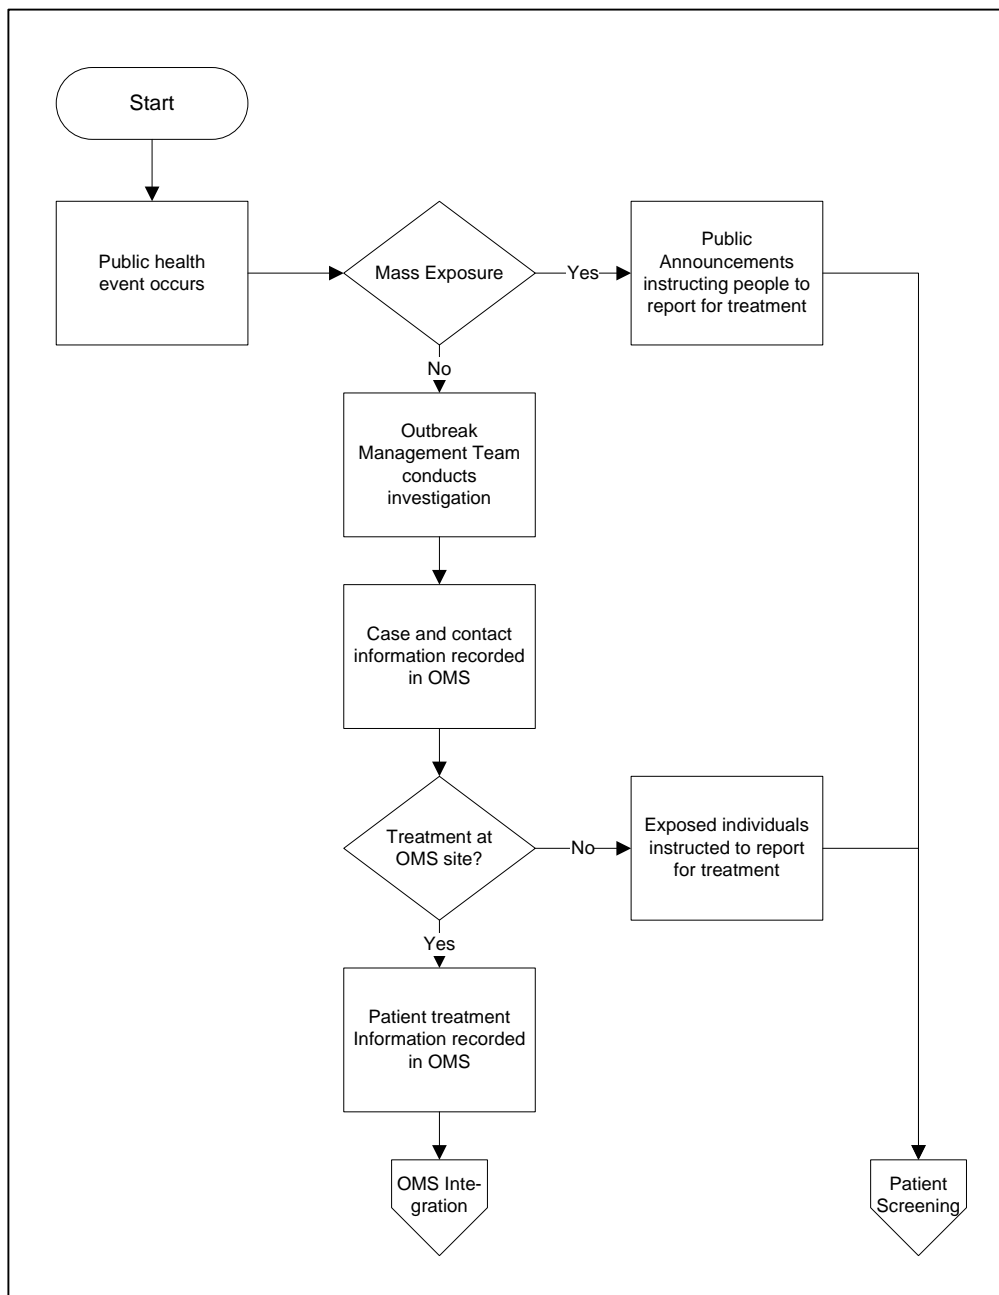 Start
Public health
event occurs
Mass Exposure
Yes
Public
Announcements
instructing people to
report for treatment
No
Outbreak
Management Team
conducts
investigation
Case and contact
information recorded
in OMS
Treatment at
OMS site?
No
Exposed individuals
instructed to report
for treatment
Yes
Patient treatment
Information recorded
in OMS
OMS Inte-
gration
Patient
Screening